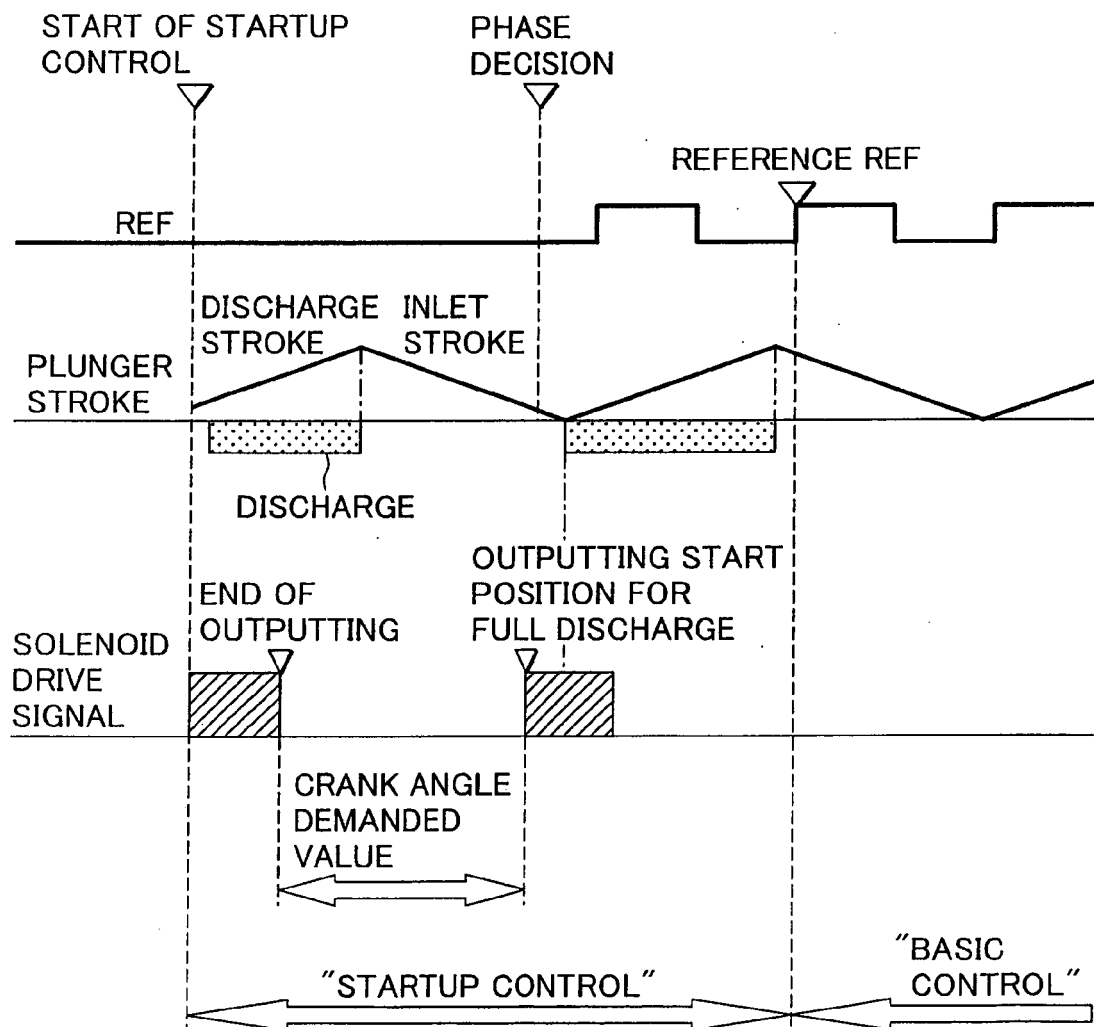 START OF STARTUP
CONTROL
PHASE
DECISION
REFERENCE REF
REF
DISCHARGE
STROKE
INLET
STROKE
PLUNGER
STROKE
DISCHARGE
END OF
OUTPUTTING
OUTPUTTING START
POSITION FOR
FULL DISCHARGE
SOLENOID
DRIVE
SIGNAL
CRANK ANGLE
DEMANDED
VALUE
"STARTUP CONTROL"
"BASIC
CONTROL"